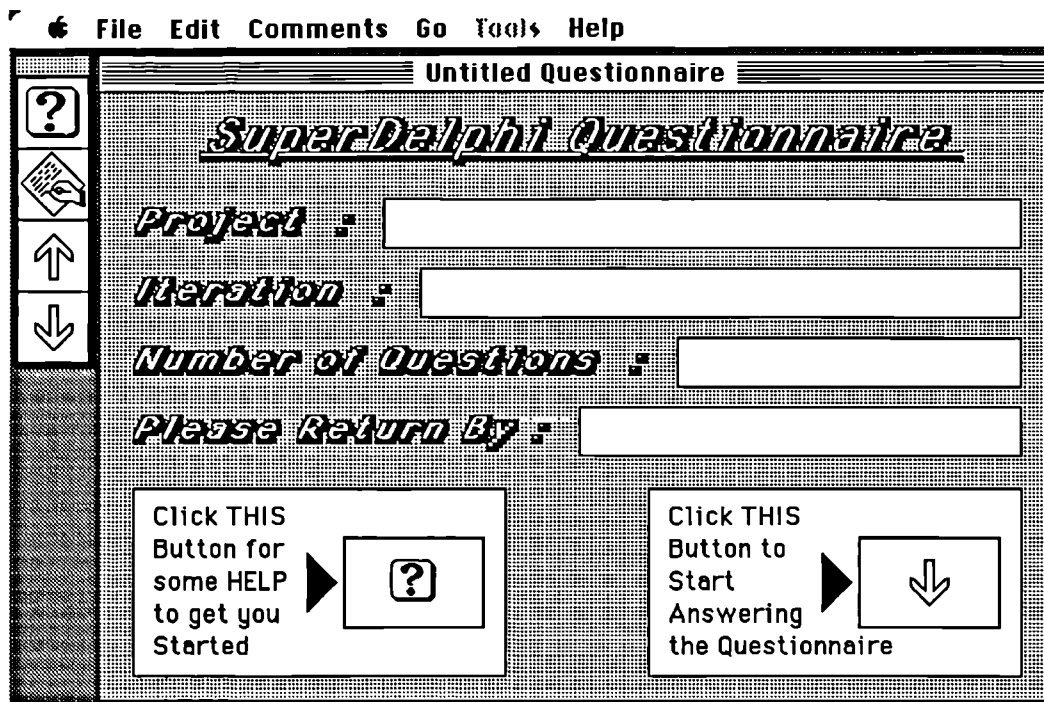 File Edit Comments Go Tools Help
Untitled Questionnaire
SuperDelphi Questionnaire
Project :
Iteration :
Number of Questions :
Please Return By :
Click THIS
Button for
some HELP
to get you
Started
?
Click THIS
Button to
Start
Answering
the Questionnaire
?